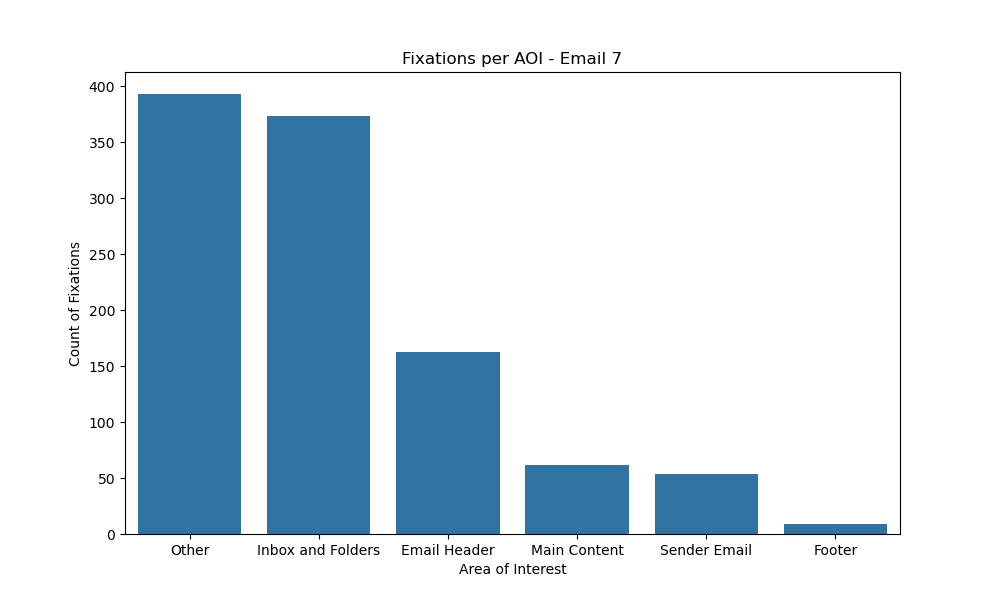 Fixations per AOI - Email 7
400
350
300
250
200
150
100
50
0
Count of Fixations
Other Inbox and Folders Email Header Main Content Sender Email Footer
Area of Interest